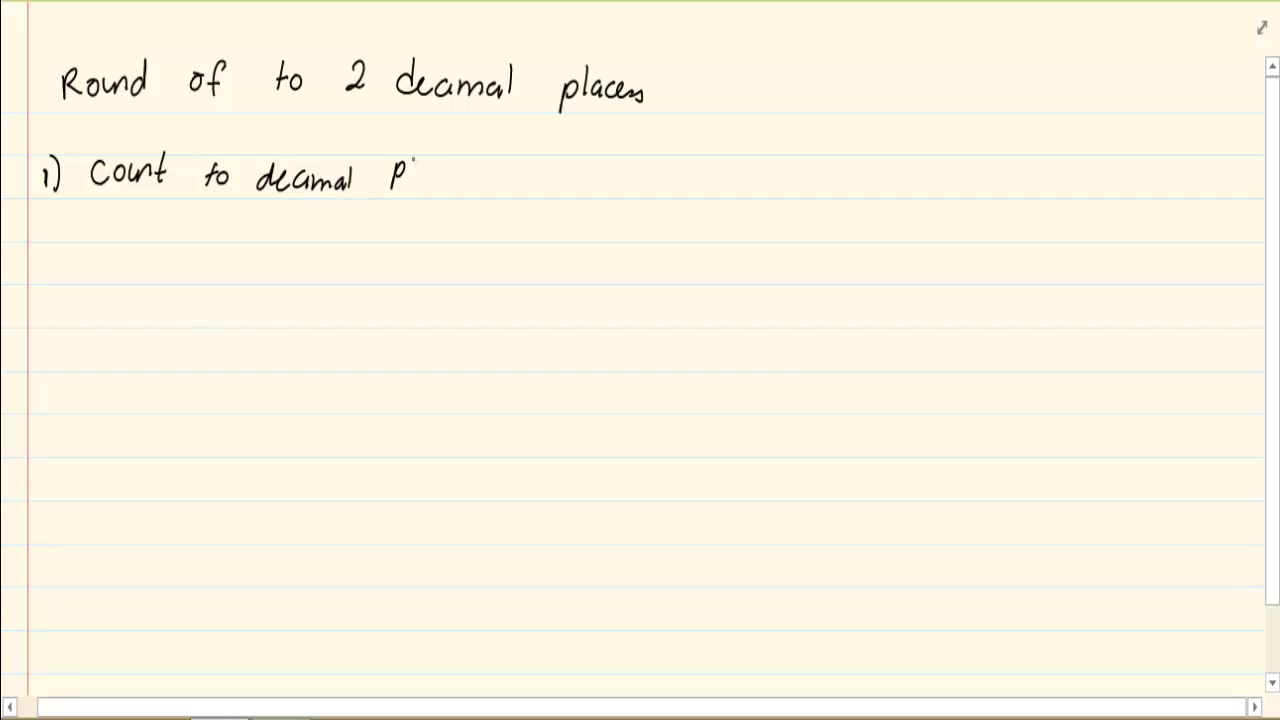 Round of to 2 decimal places
1) Count to decimal p